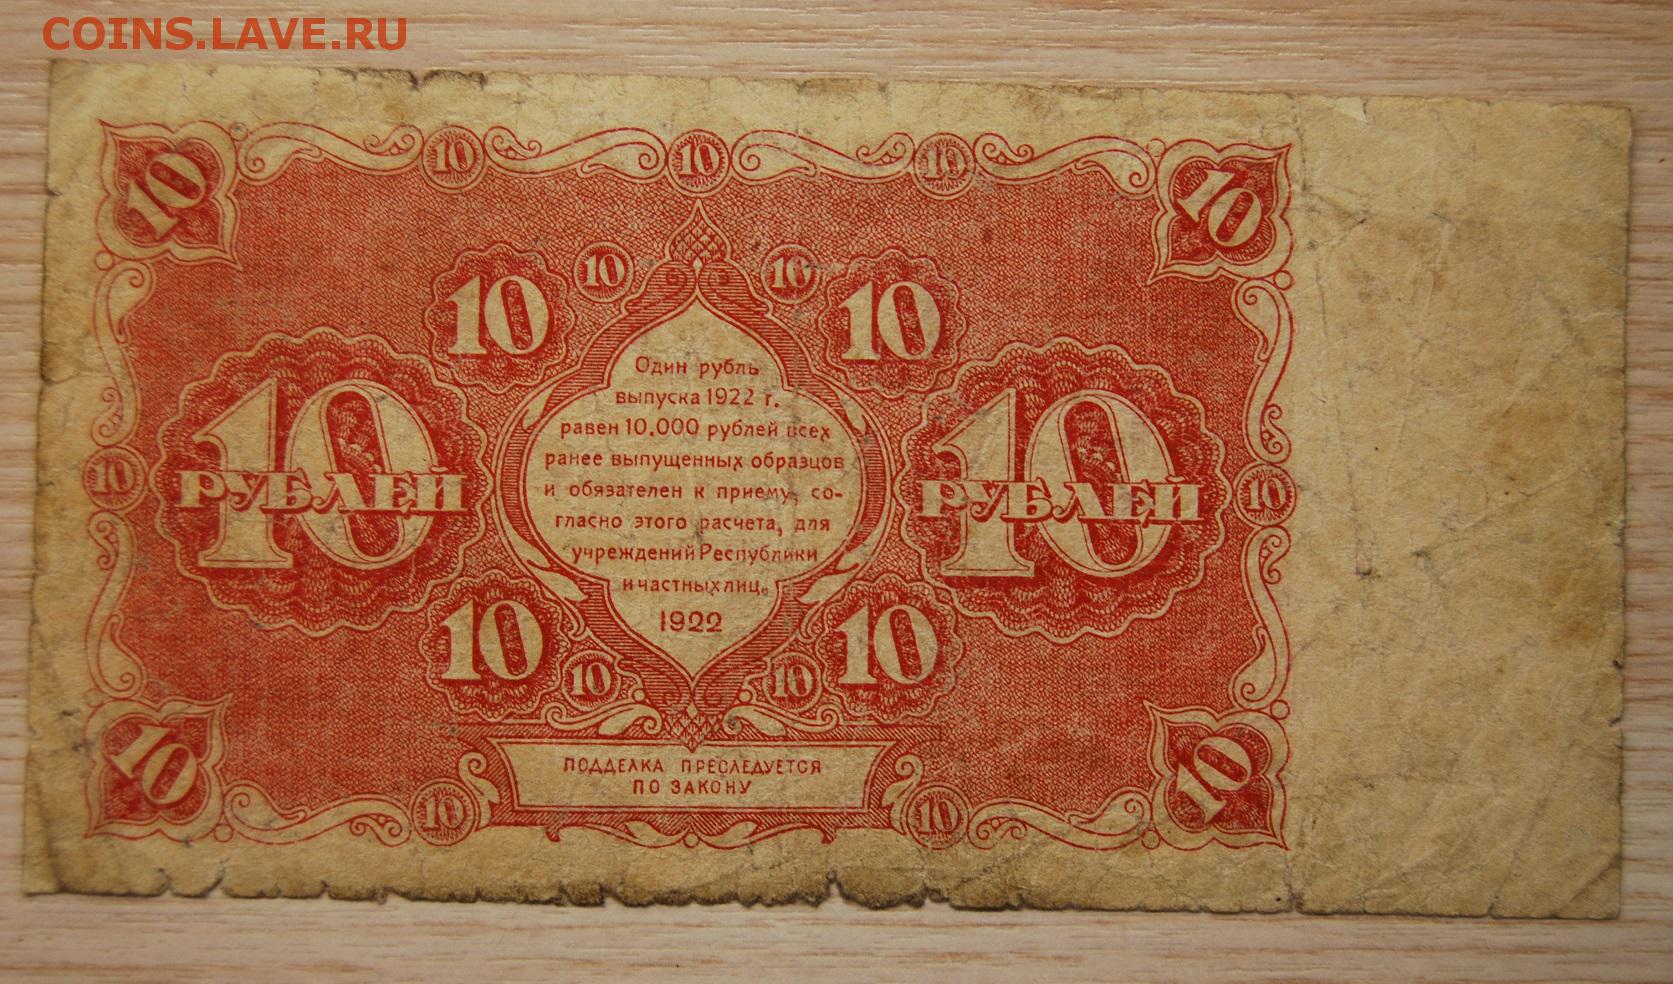 COINS.LAVE.RU
10 10 10 10 10
10 10 10 10
Один рубль
выпуска 1922 г.
равен 10.000 рублей всех
ранее выпущенных образцов
и обязателен к приему, со-
гласно этого расчета, для
учреждений Республики
и частных лиц.
1922
10 РУБЛЕЙ
10 РУБЛЕЙ
10 10
10 10 10 10
ПОДДЕЛКА ПРЕСЛЕДУЕТСЯ
ПО ЗАКОНУ
10 10 10 10